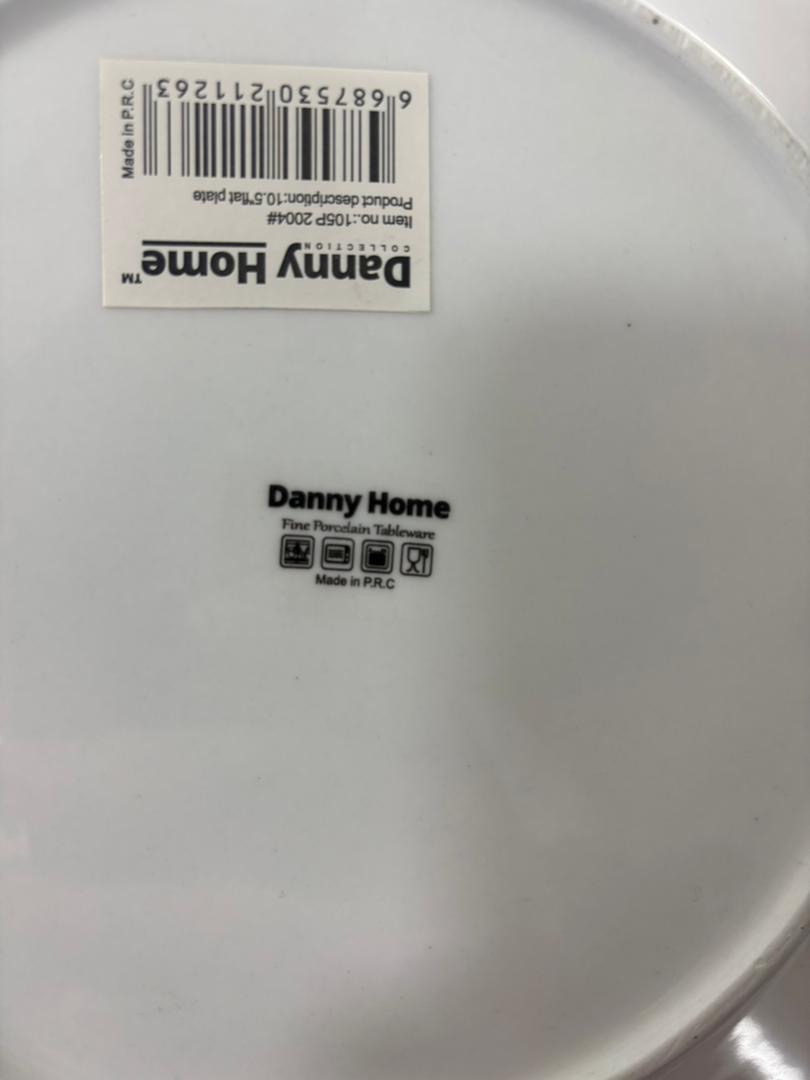 Danny Home™
COLLECTION
Item no.:105P 2004#
Product description:10.5"flat plate
6 687530 211263
Made in P.R.C
Danny Home
Fine Porcelain Tableware
Made in P.R.C